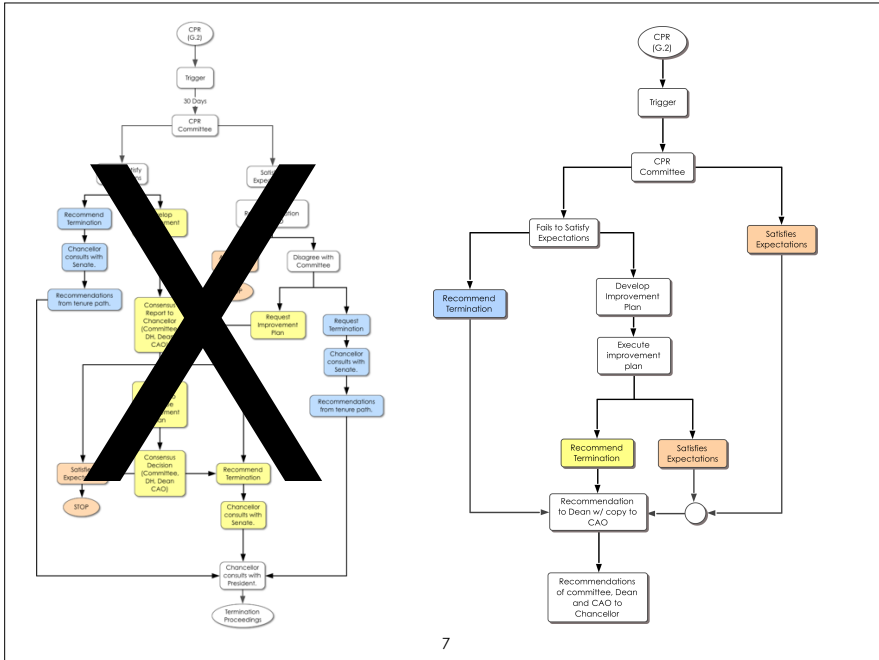 CPR
(G.2)
Trigger
30 Days
CPR
Committee
Satis
Recommend
Termination
Chancellor
consults with
Senate.
Recommendations
from tenure path.
Consensus
Report to
Chancellor
(Committee
DH, Dean
CAO)
Disagree with
Committee
Request
Improvement
Plan
Request
Termination
Chancellor
consults with
Senate.
Recommendations
from tenure path.
Consensus
Decision
(Committee,
DH, Dean
CAO)
Recommend
Termination
STOP
Chancellor
consults with
Senate.
Chancellor
consults with
President.
Termination
Proceedings
CPR
(G.2)
Trigger
CPR
Committee
Fails to Satisfy
Expectations
Satisfies
Expectations
Recommend
Termination
Develop
Improvement
Plan
Execute
improvement
plan
Recommend
Termination
Satisfies
Expectations
Recommendation
to Dean w/ copy to
CAO
Recommendations
of committee, Dean
and CAO to
Chancellor
7